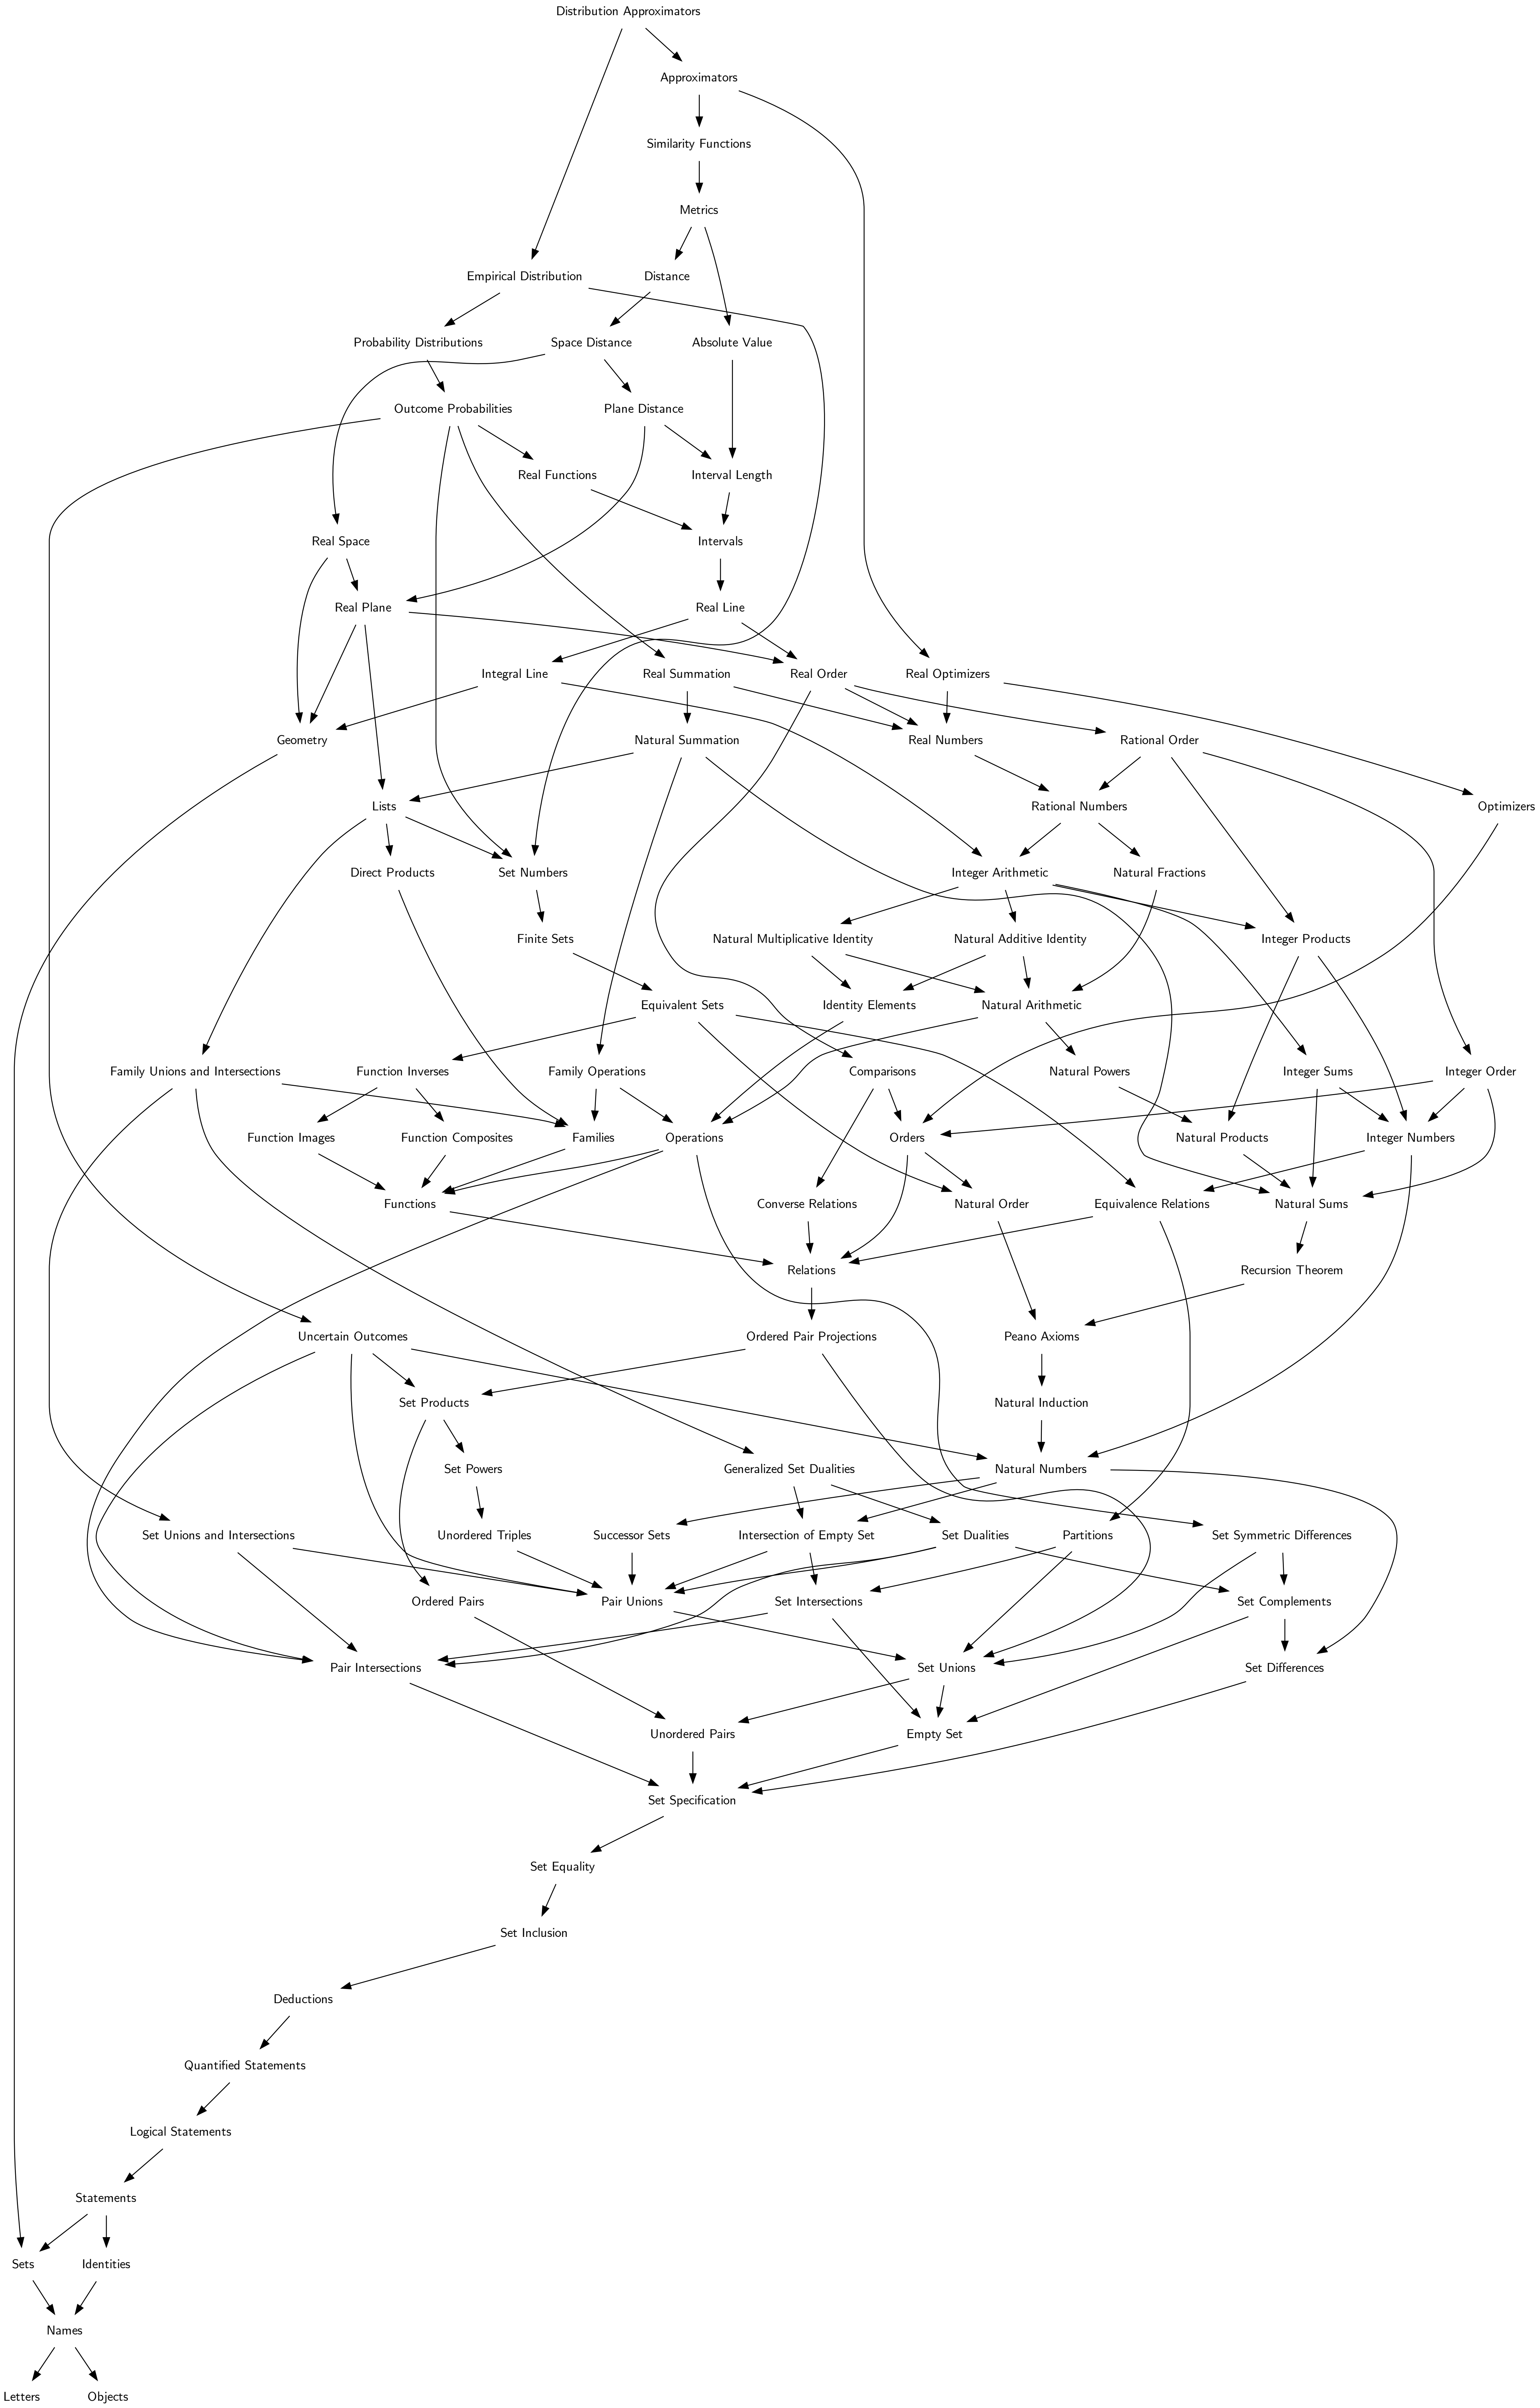 Distribution Approximators
Approximators
Similarity Functions
Metrics
Empirical Distribution
Distance
Probability Distributions
Space Distance
Absolute Value
Outcome Probabilities
Plane Distance
Real Functions
Interval Length
Real Space
Intervals
Real Plane
Real Line
Integral Line
Real Summation
Real Order
Real Optimizers
Geometry
Natural Summation
Real Numbers
Rational Order
Lists
Rational Numbers
Optimizers
Direct Products
Set Numbers
Integer Arithmetic
Natural Fractions
Finite Sets
Natural Multiplicative Identity
Natural Additive Identity
Integer Products
Equivalent Sets
Identity Elements
Natural Arithmetic
Family Unions and Intersections
Function Inverses
Family Operations
Comparisons
Natural Powers
Integer Sums
Integer Order
Function Images
Function Composites
Families
Operations
Orders
Natural Products
Integer Numbers
Functions
Converse Relations
Natural Order
Equivalence Relations
Natural Sums
Relations
Recursion Theorem
Uncertain Outcomes
Ordered Pair Projections
Peano Axioms
Set Products
Natural Induction
Set Powers
Generalized Set Dualities
Natural Numbers
Set Unions and Intersections
Unordered Triples
Successor Sets
Intersection of Empty Set
Set Dualities
Partitions
Set Symmetric Differences
Ordered Pairs
Pair Unions
Set Intersections
Set Complements
Pair Intersections
Set Unions
Set Differences
Unordered Pairs
Empty Set
Set Specification
Set Equality
Set Inclusion
Deductions
Quantified Statements
Logical Statements
Statements
Sets
Identities
Names
Letters
Objects